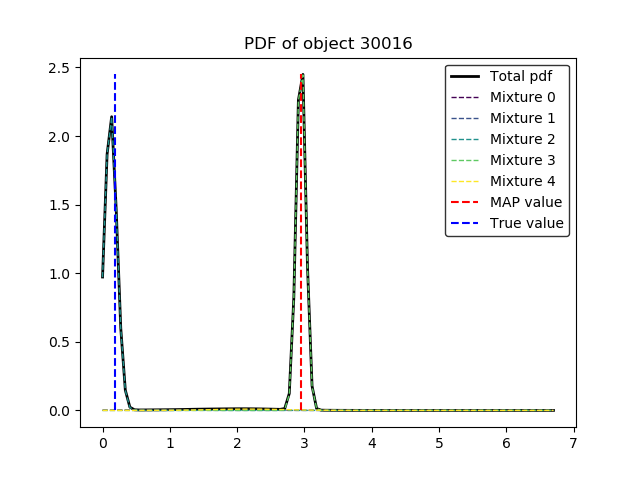 PDF of object 30016
2.5
2.0
1.5
1.0
0.5
0.0
Total pdf
Mixture 0
Mixture 1
Mixture 2
Mixture 3
Mixture 4
MAP value
True value
0 1 2 3 4 5 6 7